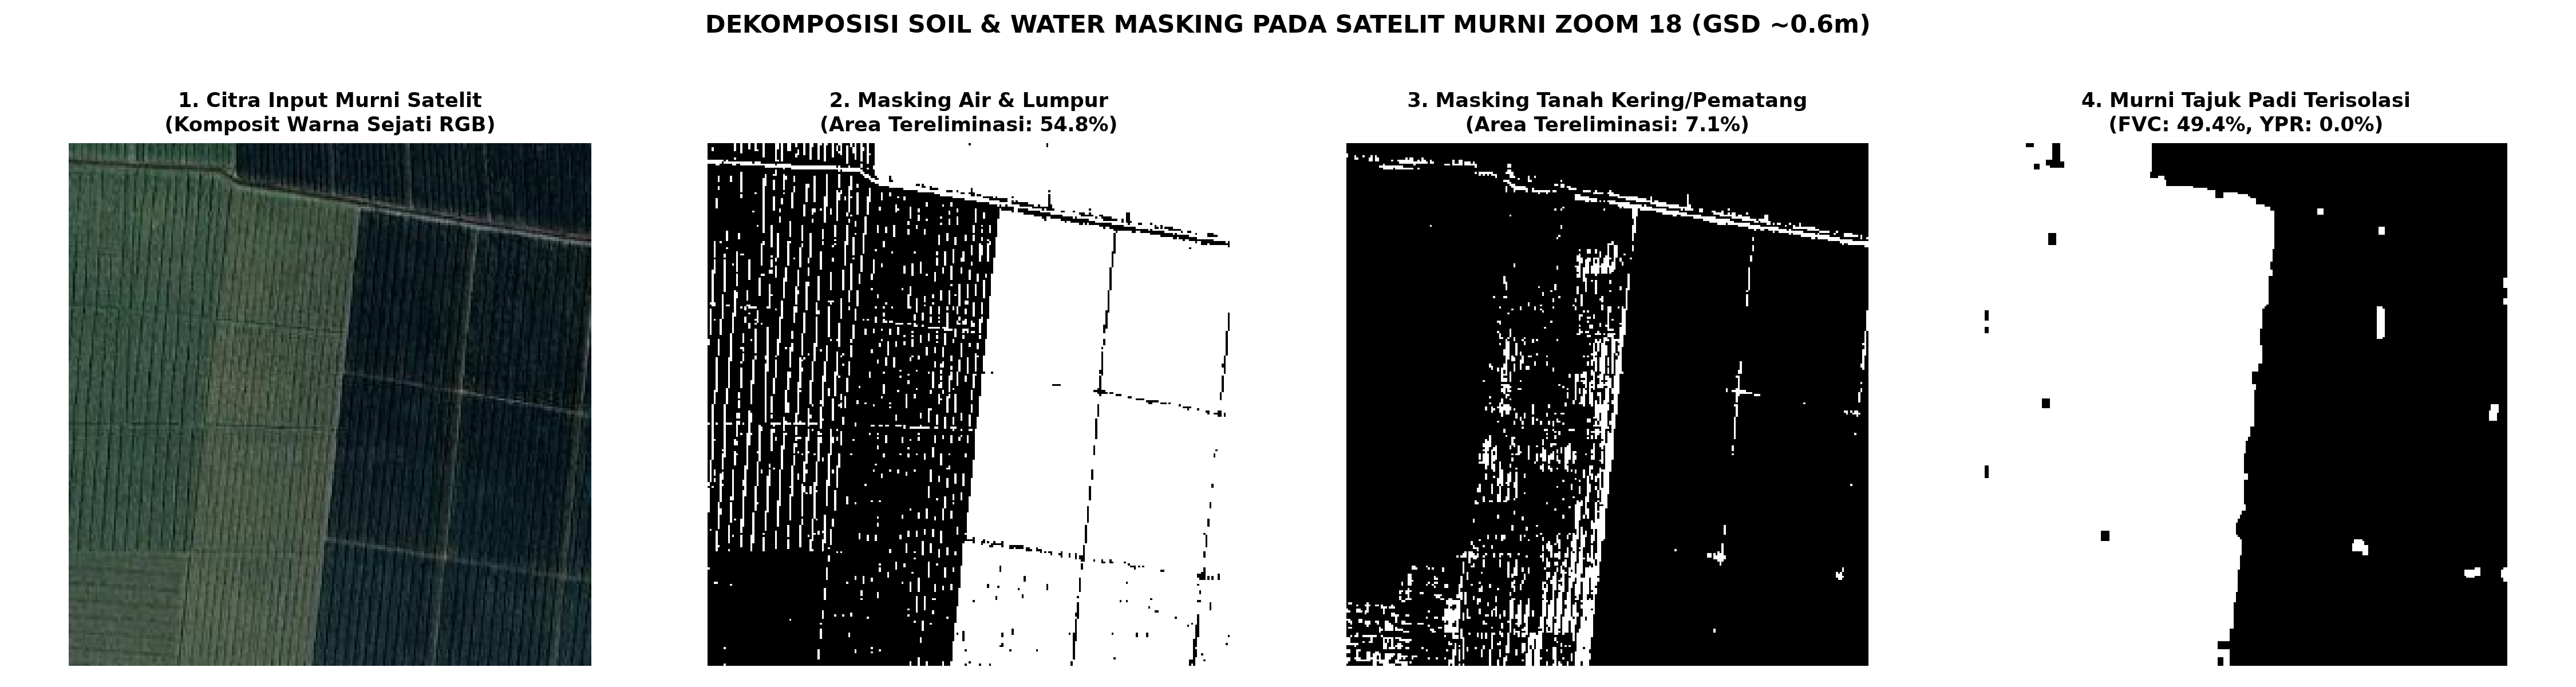 DEKOMPOSISI SOIL & WATER MASKING PADA SATELIT MURNI ZOOM 18 (GSD ~0.6m)
1. Citra Input Murni Satelit
(Komposit Warna Sejati RGB)
2. Masking Air & Lumpur
(Area Tereliminasi: 54.8%)
3. Masking Tanah Kering/Pematang
(Area Tereliminasi: 7.1%)
4. Murni Tajuk Padi Terisolasi
(FVC: 49.4%, YPR: 0.0%)